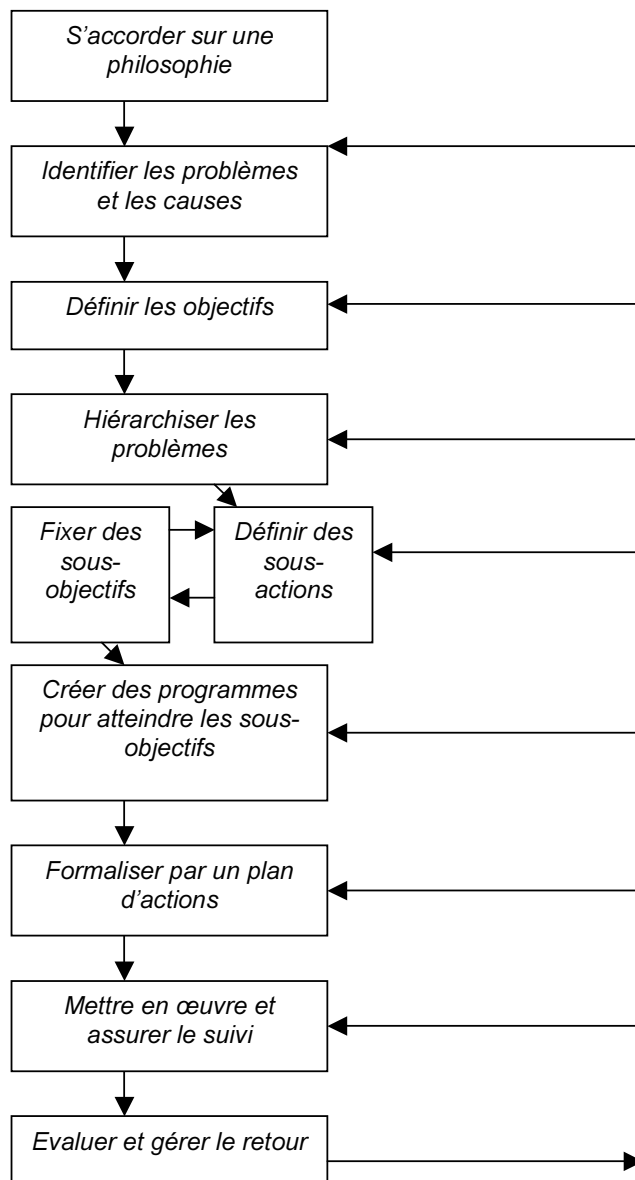 S’accorder sur une
philosophie
Identifier les problèmes
et les causes
Définir les objectifs
Hiérarchiser les
problèmes
Fixer des
sous-
objectifs
Définir des
sous-
actions
Créer des programmes
pour atteindre les sous-
objectifs
Formaliser par un plan
d’actions
Mettre en œuvre et
assurer le suivi
Evaluer et gérer le retour